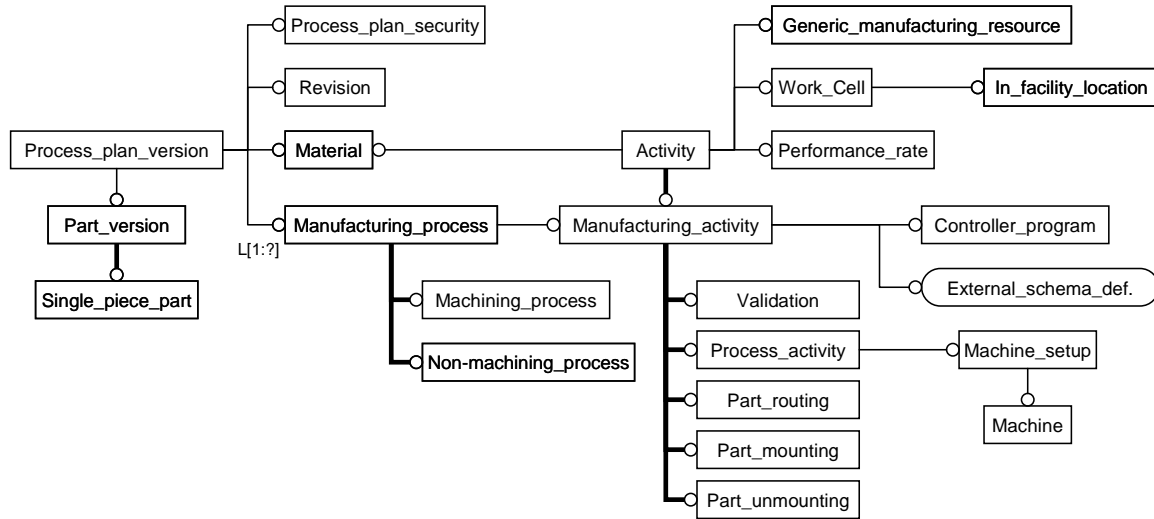 Process_plan_security
Generic_manufacturing_resource
Revision
Work_Cell
In_facility_location
Process_plan_version
Material
Activity
Performance_rate
Part_version
Manufacturing_process
Manufacturing_activity
Controller_program
L[1:?]
Single_piece_part
Machining_process
Validation
External_schema_def.
Non-machining_process
Process_activity
Machine_setup
Part_routing
Machine
Part_mounting
Part_unmounting